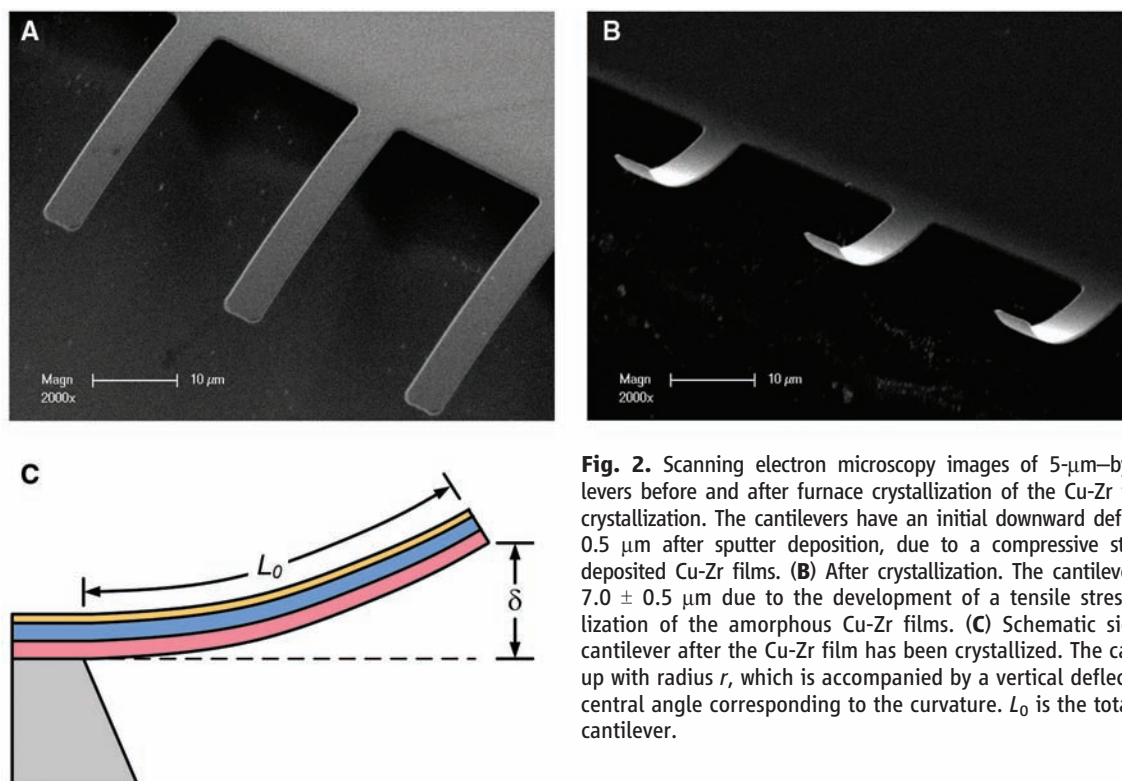 A
Magn
2000x
10 μm
B
Magn
2000x
10 μm
C
L₀
δ
Fig. 2. Scanning electron microscopy images of 5-μm–by
levers before and after furnace crystallization of the Cu-Zr
crystallization. The cantilevers have an initial downward def
0.5 μm after sputter deposition, due to a compressive st
deposited Cu-Zr films. (B) After crystallization. The cantilev
7.0 ± 0.5 μm due to the development of a tensile stres
lization of the amorphous Cu-Zr films. (C) Schematic si
cantilever after the Cu-Zr film has been crystallized. The ca
up with radius r, which is accompanied by a vertical deflec
central angle corresponding to the curvature. L₀ is the tota
cantilever.